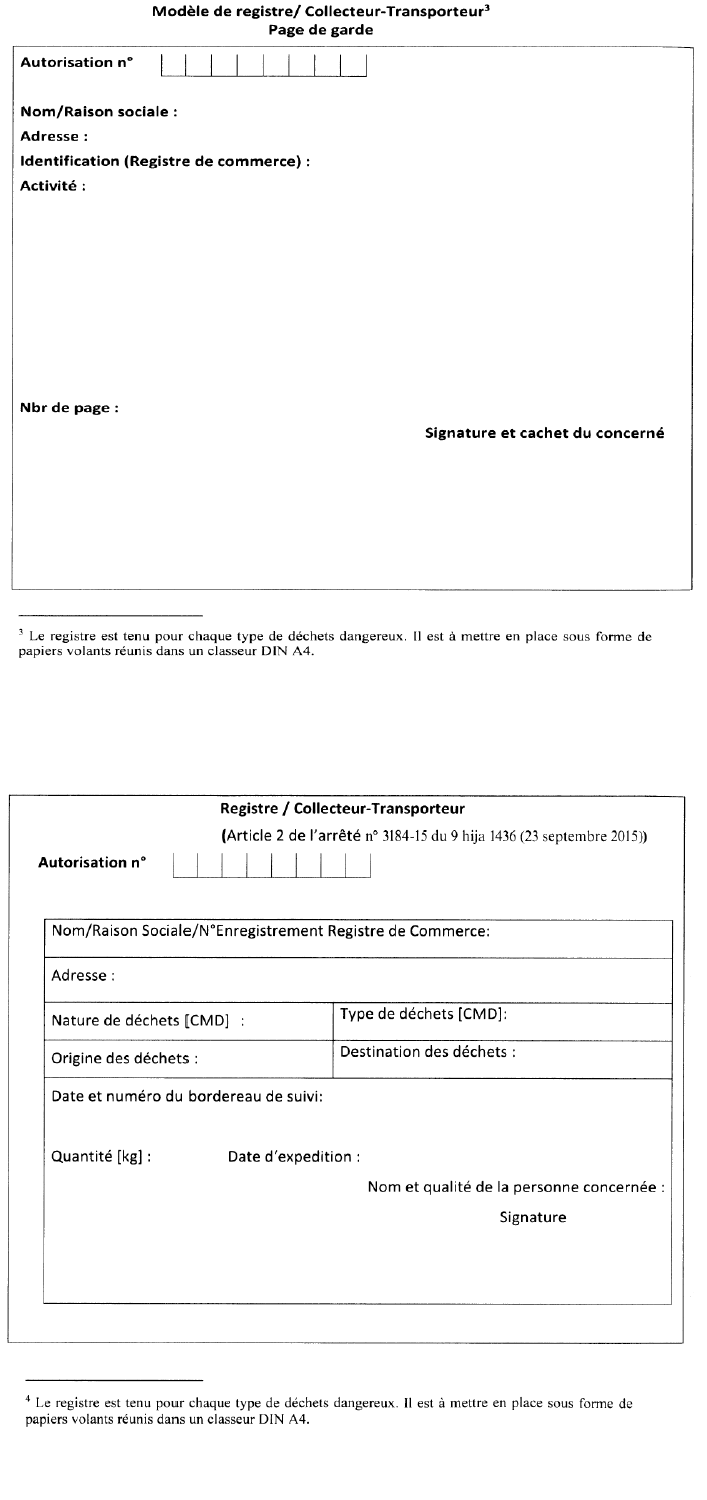 Modèle de registre/ Collecteur-Transporteur³
Page de garde
Autorisation n°
Nom/Raison sociale :
Adresse :
Identification (Registre de commerce) :
Activité :
Nbr de page :
Signature et cachet du concerné
³ Le registre est tenu pour chaque type de déchets dangereux. Il est à mettre en place sous forme de
papiers volants réunis dans un classeur DIN A4.
Registre / Collecteur-Transporteur
(Article 2 de l'arrêté n° 3184-15 du 9 hija 1436 (23 septembre 2015))
Autorisation n°
Nom/Raison Sociale/N°Enregistrement Registre de Commerce:
Adresse :
Nature de déchets [CMD] : Type de déchets [CMD]:
Origine des déchets : Destination des déchets :
Date et numéro du bordereau de suivi:
Quantité [kg] : Date d'expedition :
Nom et qualité de la personne concernée :
Signature
⁴ Le registre est tenu pour chaque type de déchets dangereux. Il est à mettre en place sous forme de
papiers volants réunis dans un classeur DIN A4.